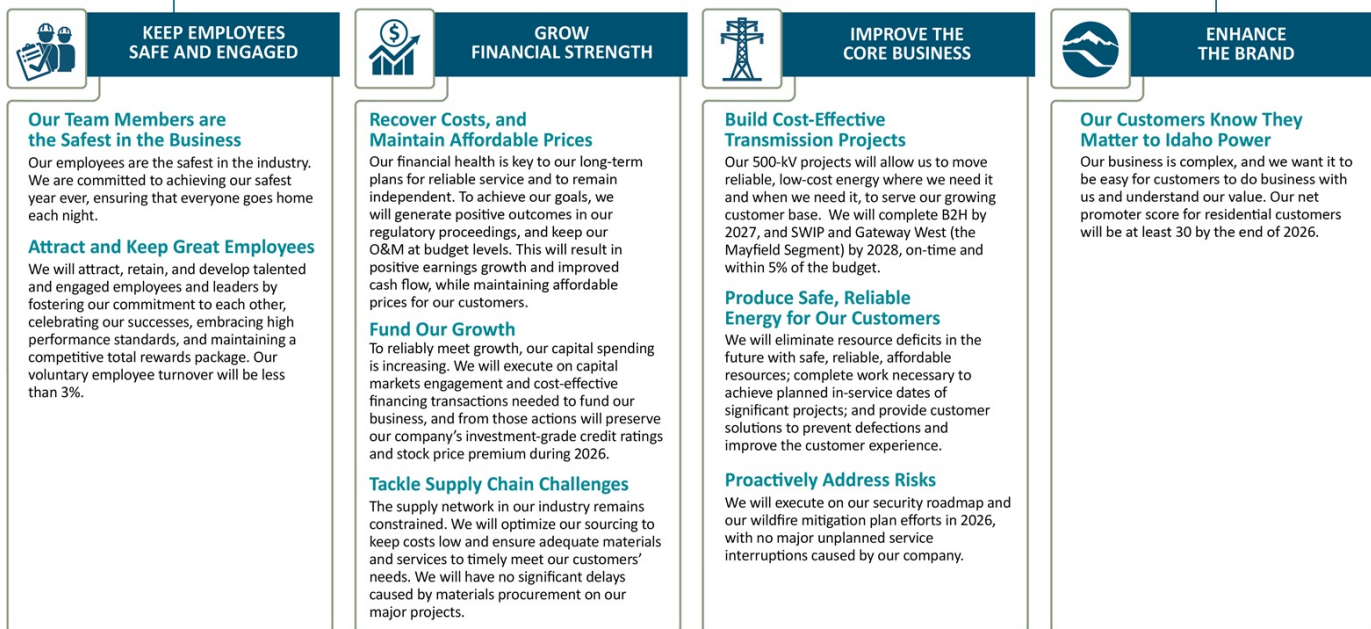 KEEP EMPLOYEES
SAFE AND ENGAGED
Our Team Members are
the Safest in the Business
Our employees are the safest in the industry.
We are committed to achieving our safest
year ever, ensuring that everyone goes home
each night.
Attract and Keep Great Employees
We will attract, retain, and develop talented
and engaged employees and leaders by
fostering our commitment to each other,
celebrating our successes, embracing high
performance standards, and maintaining a
competitive total rewards package. Our
voluntary employee turnover will be less
than 3%.
GROW
FINANCIAL STRENGTH
Recover Costs, and
Maintain Affordable Prices
Our financial health is key to our long-term
plans for reliable service and to remain
independent. To achieve our goals, we
will generate positive outcomes in our
regulatory proceedings, and keep our
O&M at budget levels. This will result in
positive earnings growth and improved
cash flow, while maintaining affordable
prices for our customers.
Fund Our Growth
To reliably meet growth, our capital spending
is increasing. We will execute on capital
markets engagement and cost-effective
financing transactions needed to fund our
business, and from those actions will preserve
our company's investment-grade credit ratings
and stock price premium during 2026.
Tackle Supply Chain Challenges
The supply network in our industry remains
constrained. We will optimize our sourcing to
keep costs low and ensure adequate materials
and services to timely meet our customers'
needs. We will have no significant delays
caused by materials procurement on our
major projects.
IMPROVE THE
CORE BUSINESS
Build Cost-Effective
Transmission Projects
Our 500-kV projects will allow us to move
reliable, low-cost energy where we need it
and when we need it, to serve our growing
customer base. We will complete B2H by
2027, and SWIP and Gateway West (the
Mayfield Segment) by 2028, on-time and
within 5% of the budget.
Produce Safe, Reliable
Energy for Our Customers
We will eliminate resource deficits in the
future with safe, reliable, affordable
resources; complete work necessary to
achieve planned in-service dates of
significant projects; and provide customer
solutions to prevent defections and
improve the customer experience.
Proactively Address Risks
We will execute on our security roadmap and
our wildfire mitigation plan efforts in 2026,
with no major unplanned service
interruptions caused by our company.
ENHANCE
THE BRAND
Our Customers Know They
Matter to Idaho Power
Our business is complex, and we want it to
be easy for customers to do business with
us and understand our value. Our net
promoter score for residential customers
will be at least 30 by the end of 2026.